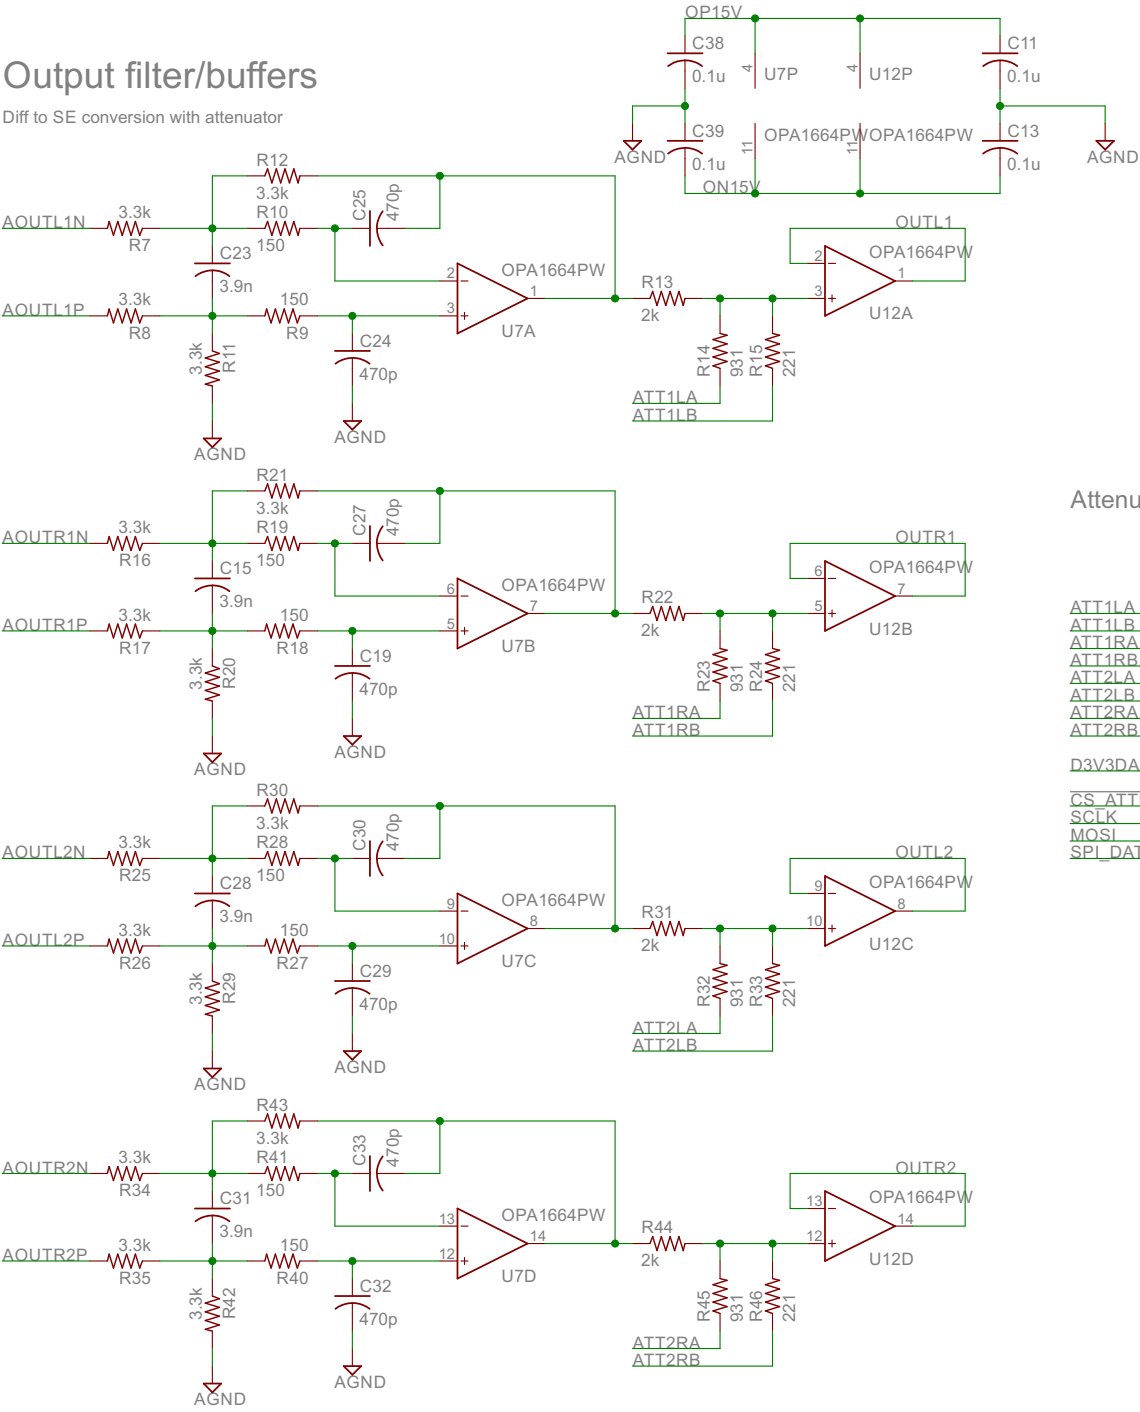 Output filter/buffers
Diff to SE conversion with attenuator
OP15V
C38
0.1u
4
U7P
4
U12P
C11
0.1u
AGND
C39
0.1u
11
OPA1664PW
11
OPA1664PW
C13
0.1u
AGND
ON15V
R12
3.3k
AOUTL1N
3.3k
R7
R10
150
C25
470p
C23
3.9n
AOUTL1P
3.3k
R8
150
R9
3.3k
R11
AGND
C24
470p
AGND
2
3
1
OPA1664PW
U7A
R13
2k
R14
931
R15
221
ATT1LA
ATT1LB
OUTL1
OPA1664PW
2
3
1
U12A
R21
3.3k
AOUTR1N
3.3k
R16
R19
150
C27
470p
C15
3.9n
AOUTR1P
3.3k
R17
150
R18
3.3k
R20
AGND
C19
470p
AGND
6
5
7
OPA1664PW
U7B
R22
2k
R23
931
R24
221
ATT1RA
ATT1RB
OUTR1
OPA1664PW
6
5
7
U12B
Attenu
ATT1LA
ATT1LB
ATT1RA
ATT1RB
ATT2LA
ATT2LB
ATT2RA
ATT2RB
D3V3DA
CS_ATT
SCLK
MOSI
SPI_DAT
R30
3.3k
AOUTL2N
3.3k
R25
R28
150
C30
470p
C28
3.9n
AOUTL2P
3.3k
R26
150
R27
3.3k
R29
AGND
C29
470p
AGND
9
10
8
OPA1664PW
U7C
R31
2k
R32
931
R33
221
ATT2LA
ATT2LB
OUTL2
OPA1664PW
9
10
8
U12C
R43
3.3k
AOUTR2N
3.3k
R34
R41
150
C33
470p
C31
3.9n
AOUTR2P
3.3k
R35
150
R40
3.3k
R42
AGND
C32
470p
AGND
13
12
14
OPA1664PW
U7D
R44
2k
R45
931
R46
221
ATT2RA
ATT2RB
OUTR2
OPA1664PW
13
12
14
U12D